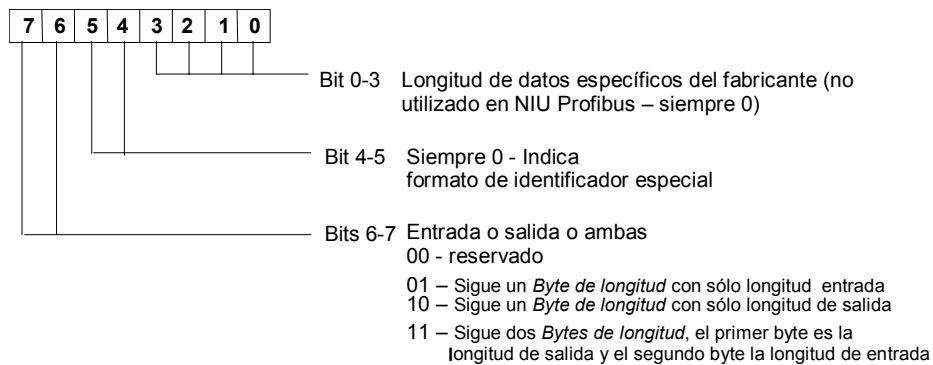 7 6 5 4 3 2 1 0
Bit 0-3 Longitud de datos específicos del fabricante (no
utilizado en NIU Profibus – siempre 0)
Bit 4-5 Siempre 0 - Indica
formato de identificador especial
Bits 6-7 Entrada o salida o ambas
00 - reservado
01 – Sigue un Byte de longitud con sólo longitud entrada
10 – Sigue un Byte de longitud con sólo longitud de salida
11 – Sigue dos Bytes de longitud, el primer byte es la
longitud de salida y el segundo byte la longitud de entrada